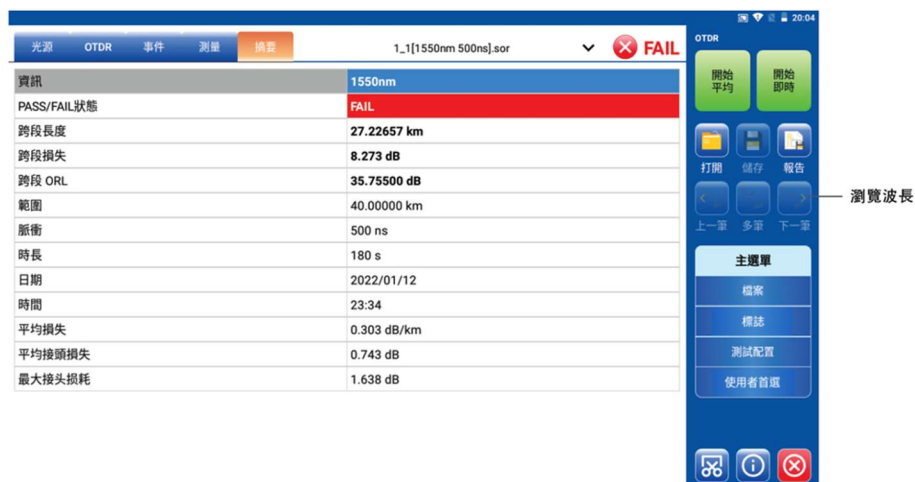 20:04
光源 OTDR 事件 測量 摘要 1_1[1550nm 500ns].sor FAIL
資訊 1550nm
PASS/FAIL狀態 FAIL
跨段長度 27.22657 km
跨段損失 8.273 dB
跨段 ORL 35.75500 dB
範圍 40.00000 km
脈衝 500 ns
時長 180 s
日期 2022/01/12
時間 23:34
平均損失 0.303 dB/km
平均接頭損失 0.743 dB
最大接头损耗 1.638 dB
OTDR
開始平均 開始即時
打開 儲存 報告
上一筆 多筆 下一筆
瀏覽波長
主選單
檔案
標誌
測試配置
使用者首選